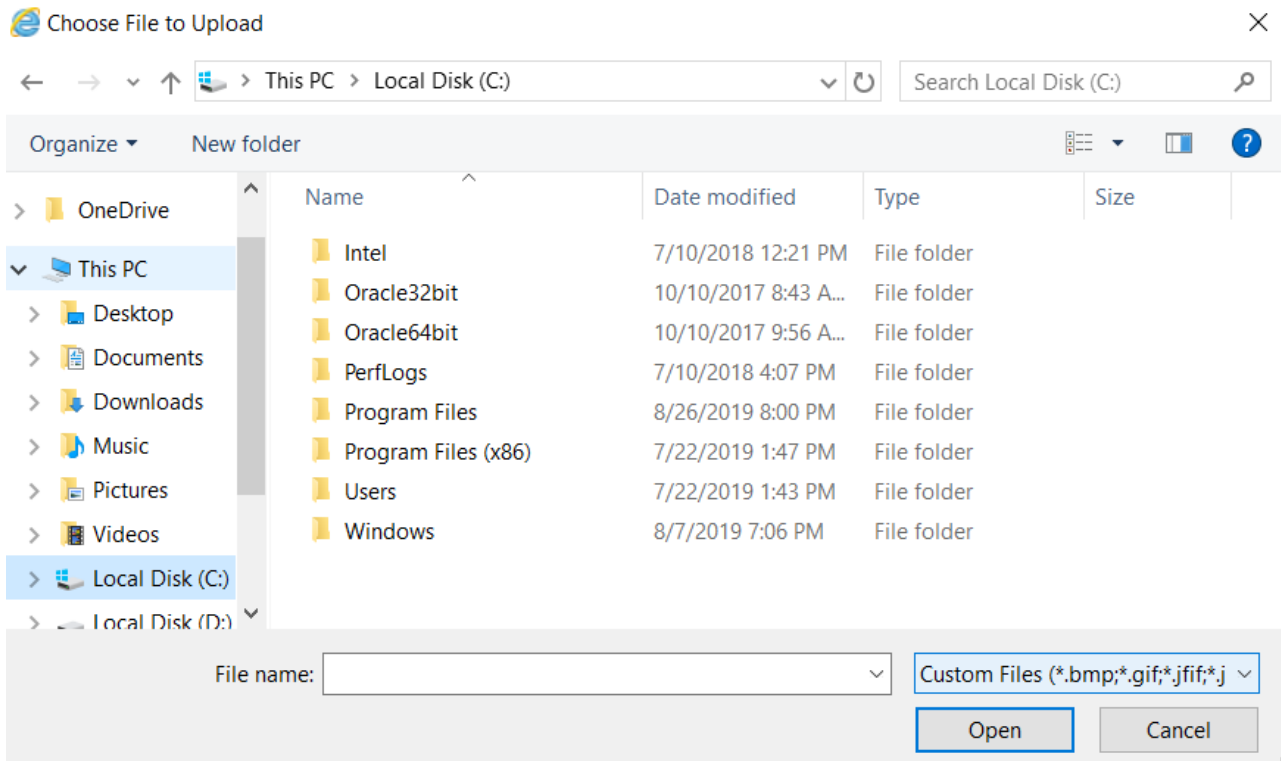 Choose File to Upload
This PC > Local Disk (C:) Search Local Disk (C:)
Organize New folder ?
OneDrive
This PC
Desktop
Documents
Downloads
Music
Pictures
Videos
Local Disk (C:)
Local Disk (D:)
Name Date modified Type Size
Intel 7/10/2018 12:21 PM File folder
Oracle32bit 10/10/2017 8:43 A... File folder
Oracle64bit 10/10/2017 9:56 A... File folder
PerfLogs 7/10/2018 4:07 PM File folder
Program Files 8/26/2019 8:00 PM File folder
Program Files (x86) 7/22/2019 1:47 PM File folder
Users 7/22/2019 1:43 PM File folder
Windows 8/7/2019 7:06 PM File folder
File name: Custom Files (*.bmp;*.gif;*.jfif;*.j
Open Cancel